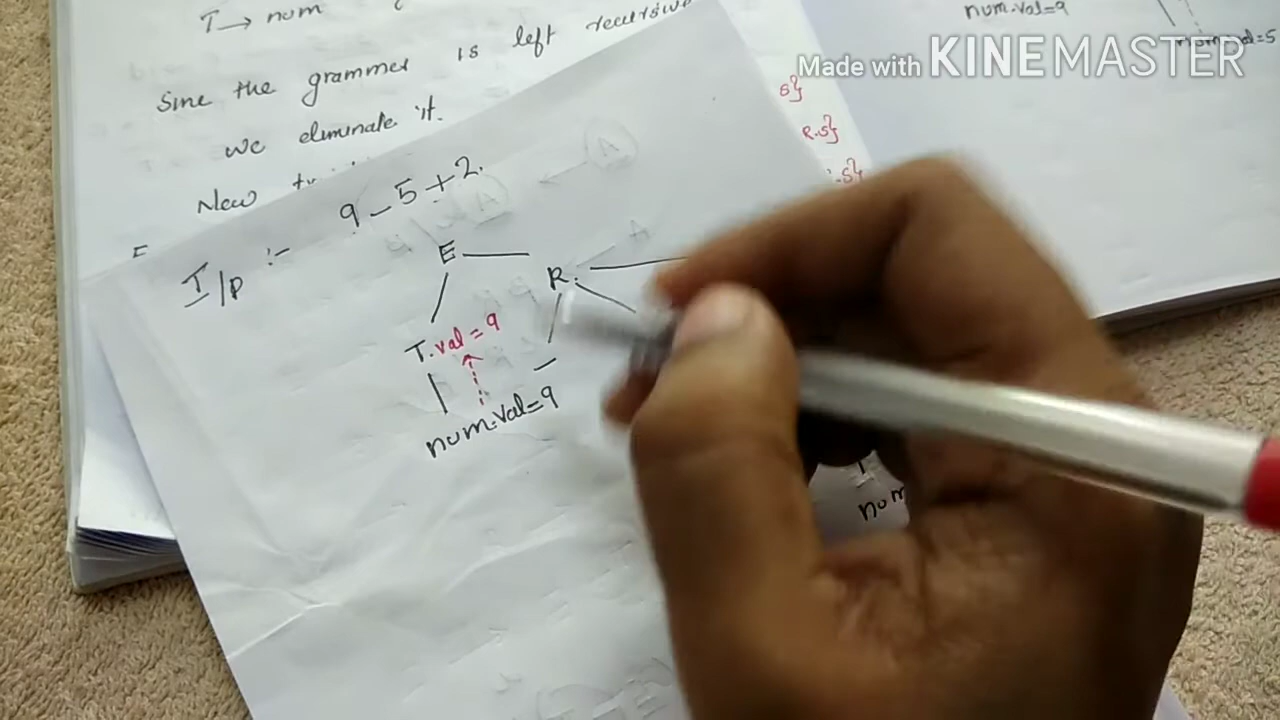 T → num
Sine the grammer is left recursive
we eliminate it.
New
I/p :- 9 - 5 + 2.
E
R
T.val = 9
num.val=9
num.val=9
Made with KINEMASTER
s}
R.s}
.s}
num